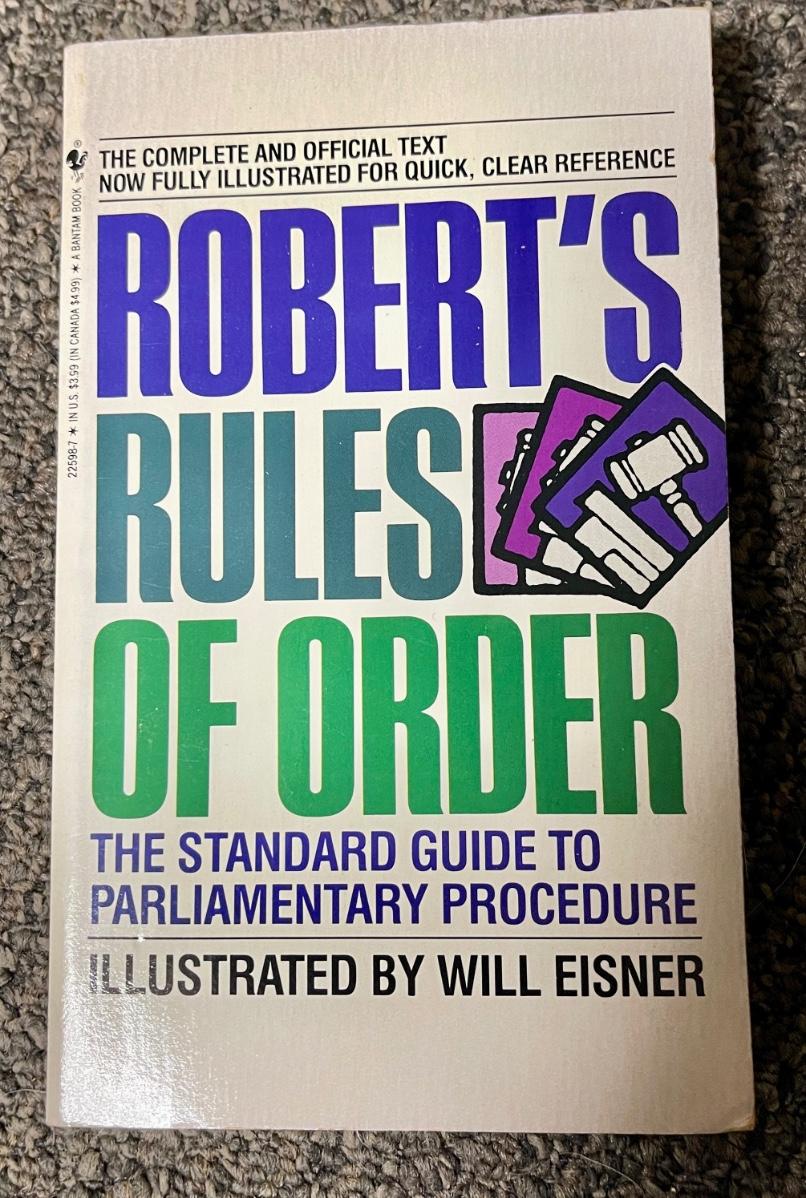 THE COMPLETE AND OFFICIAL TEXT
NOW FULLY ILLUSTRATED FOR QUICK, CLEAR REFERENCE
ROBERT'S
RULES
OF ORDER
THE STANDARD GUIDE TO
PARLIAMENTARY PROCEDURE
ILLUSTRATED BY WILL EISNER
22598-7 * IN U.S. $3.99 (IN CANADA $4.99) * A BANTAM BOOK ®